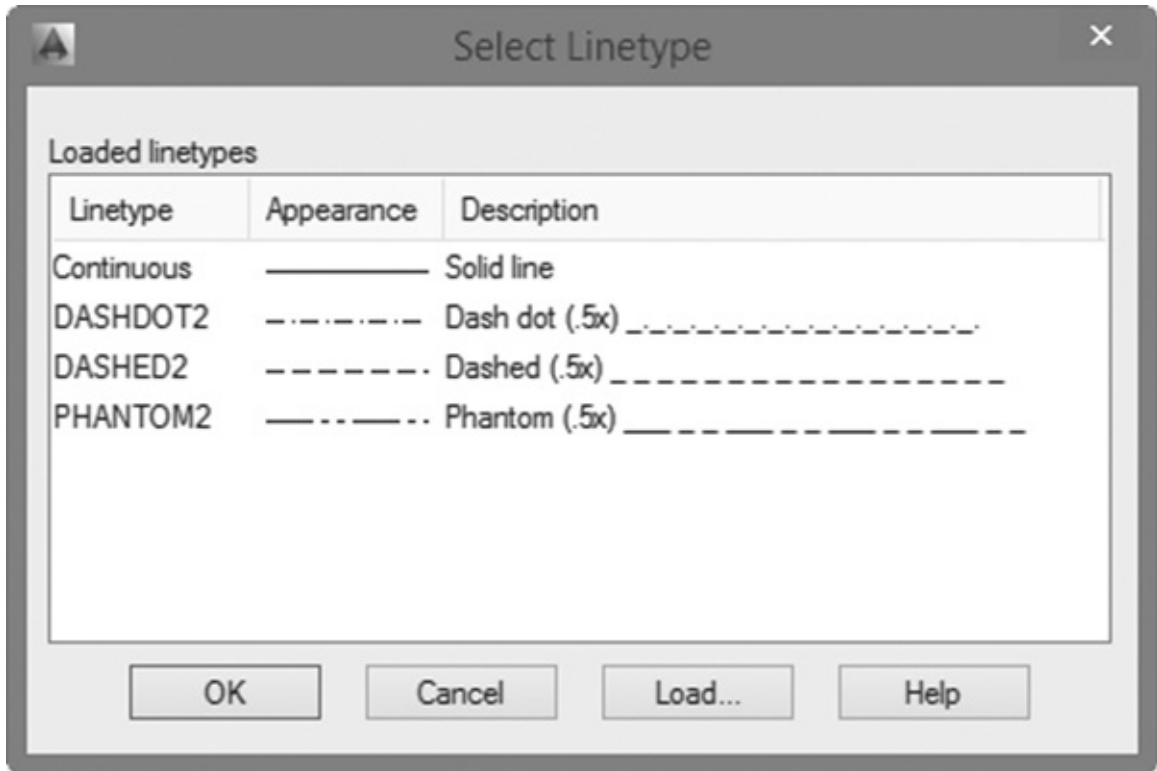 Select Linetype
Loaded linetypes
Linetype Appearance Description
Continuous Solid line
DASHDOT2 Dash dot (.5x) _._._._._._._._._._._._._._.
DASHED2 Dashed (.5x) _ _ _ _ _ _ _ _ _ _ _ _ _ _ _ _ _
PHANTOM2 Phantom (.5x) ___ _ _ ___ _ _ ___ _ _ ___ _ _
OK Cancel Load... Help